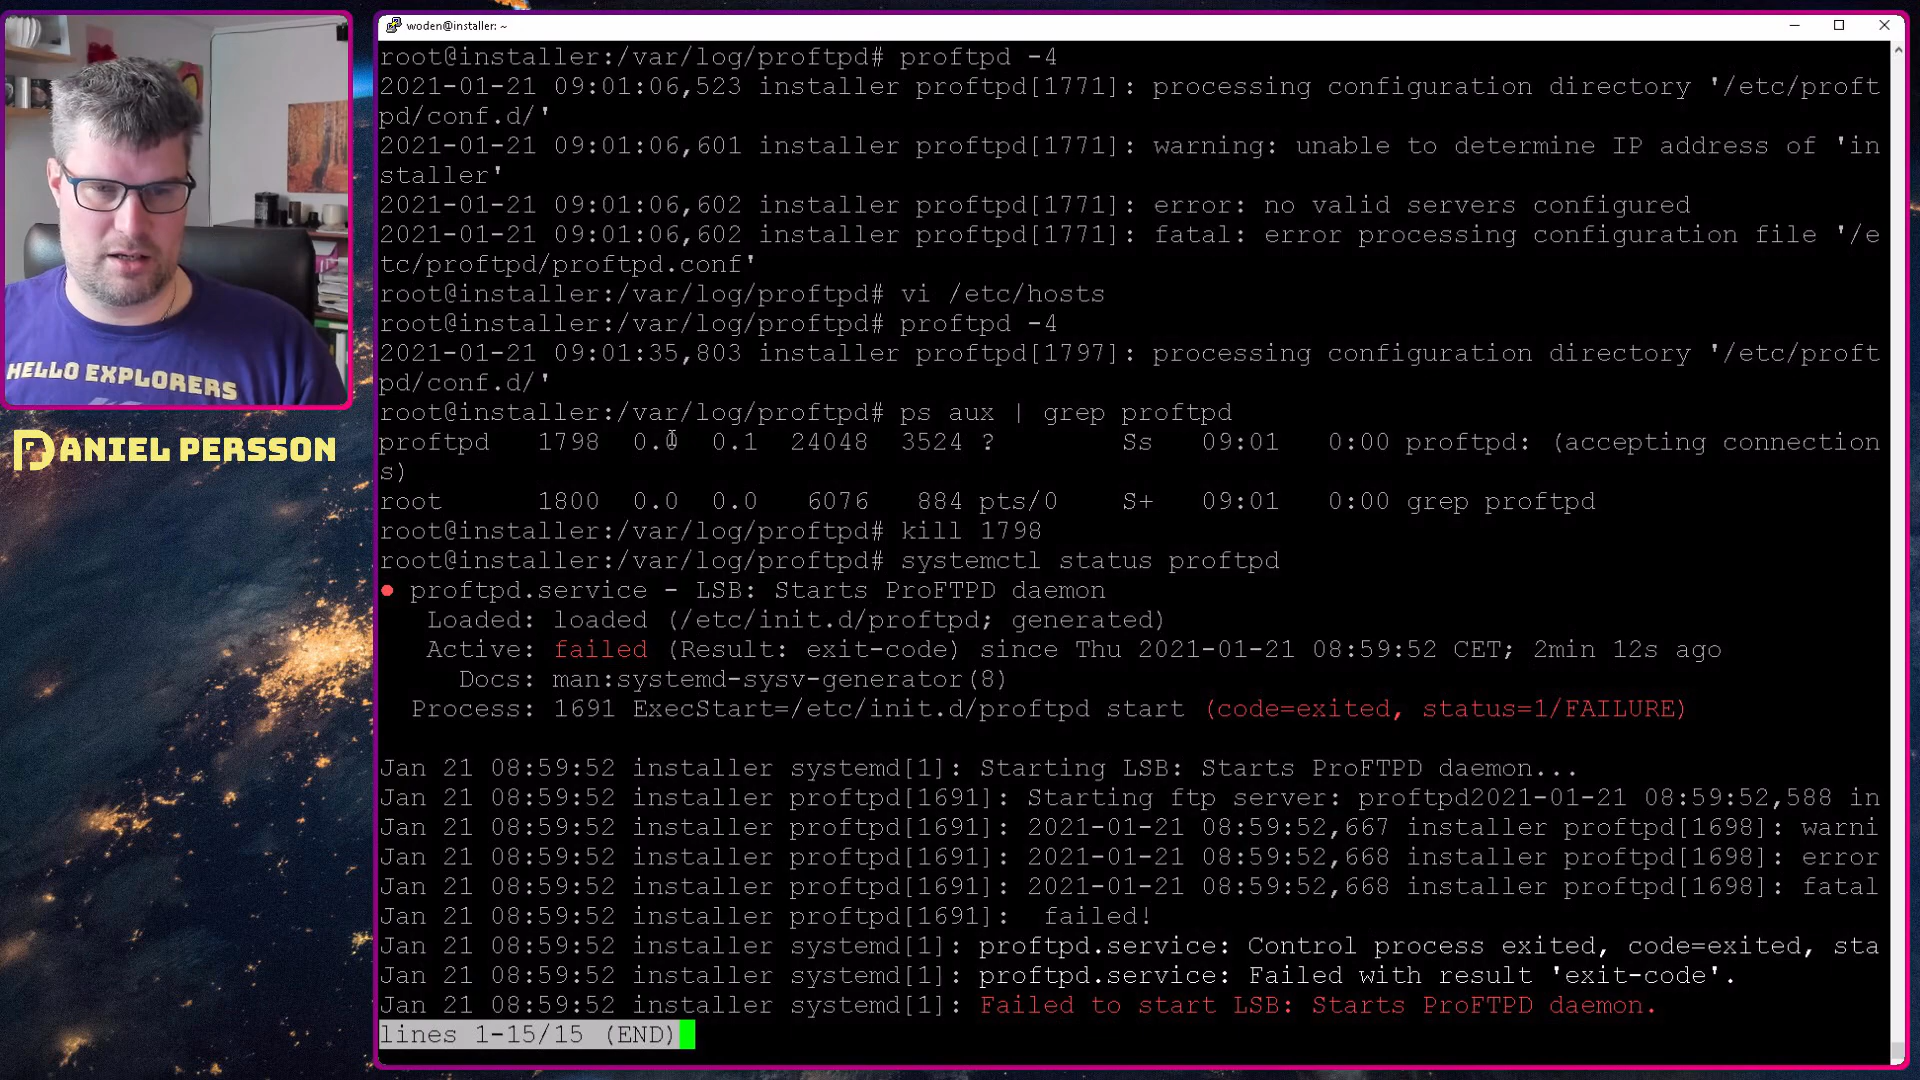 woden@installer: ~
root@installer:/var/log/proftpd# proftpd -4
2021-01-21 09:01:06,523 installer proftpd[1771]: processing configuration directory '/etc/proft
pd/conf.d/'
2021-01-21 09:01:06,601 installer proftpd[1771]: warning: unable to determine IP address of 'in
staller'
2021-01-21 09:01:06,602 installer proftpd[1771]: error: no valid servers configured
2021-01-21 09:01:06,602 installer proftpd[1771]: fatal: error processing configuration file '/e
tc/proftpd/proftpd.conf'
root@installer:/var/log/proftpd# vi /etc/hosts
root@installer:/var/log/proftpd# proftpd -4
2021-01-21 09:01:35,803 installer proftpd[1797]: processing configuration directory '/etc/proft
pd/conf.d/'
root@installer:/var/log/proftpd# ps aux | grep proftpd
proftpd   1798  0.0  0.1  24048  3524 ?        Ss   09:01   0:00 proftpd: (accepting connection
s)
root      1800  0.0  0.0   6076   884 pts/0    S+   09:01   0:00 grep proftpd
root@installer:/var/log/proftpd# kill 1798
root@installer:/var/log/proftpd# systemctl status proftpd
● proftpd.service - LSB: Starts ProFTPD daemon
Loaded: loaded (/etc/init.d/proftpd; generated)
Active: failed (Result: exit-code) since Thu 2021-01-21 08:59:52 CET; 2min 12s ago
Docs: man:systemd-sysv-generator(8)
Process: 1691 ExecStart=/etc/init.d/proftpd start (code=exited, status=1/FAILURE)
Jan 21 08:59:52 installer systemd[1]: Starting LSB: Starts ProFTPD daemon...
Jan 21 08:59:52 installer proftpd[1691]: Starting ftp server: proftpd2021-01-21 08:59:52,588 in
Jan 21 08:59:52 installer proftpd[1691]: 2021-01-21 08:59:52,667 installer proftpd[1698]: warni
Jan 21 08:59:52 installer proftpd[1691]: 2021-01-21 08:59:52,668 installer proftpd[1698]: error
Jan 21 08:59:52 installer proftpd[1691]: 2021-01-21 08:59:52,668 installer proftpd[1698]: fatal
Jan 21 08:59:52 installer proftpd[1691]:  failed!
Jan 21 08:59:52 installer systemd[1]: proftpd.service: Control process exited, code=exited, sta
Jan 21 08:59:52 installer systemd[1]: proftpd.service: Failed with result 'exit-code'.
Jan 21 08:59:52 installer systemd[1]: Failed to start LSB: Starts ProFTPD daemon.
lines 1-15/15 (END)
HELLO EXPLORERS
DANIEL PERSSON